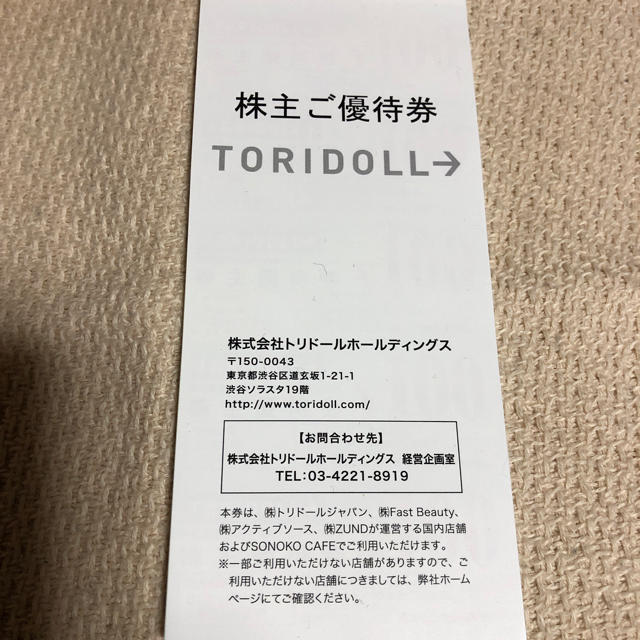 株主ご優待券
TORIDOLL→
株式会社トリドールホールディングス
〒150-0043
東京都渋谷区道玄坂1-21-1
渋谷ソラスタ19階
http://www.toridoll.com/
【お問合わせ先】
株式会社トリドールホールディングス 経営企画室
TEL:03-4221-8919
本券は、㈱トリドールジャパン、㈱Fast Beauty、
㈱アクティブソース、㈱ZUNDが運営する国内店舗
およびSONOKO CAFEでご利用いただけます。
※一部ご利用いただけない店舗がありますので、ご
利用いただけない店舗につきましては、弊社ホーム
ページにてご確認ください。